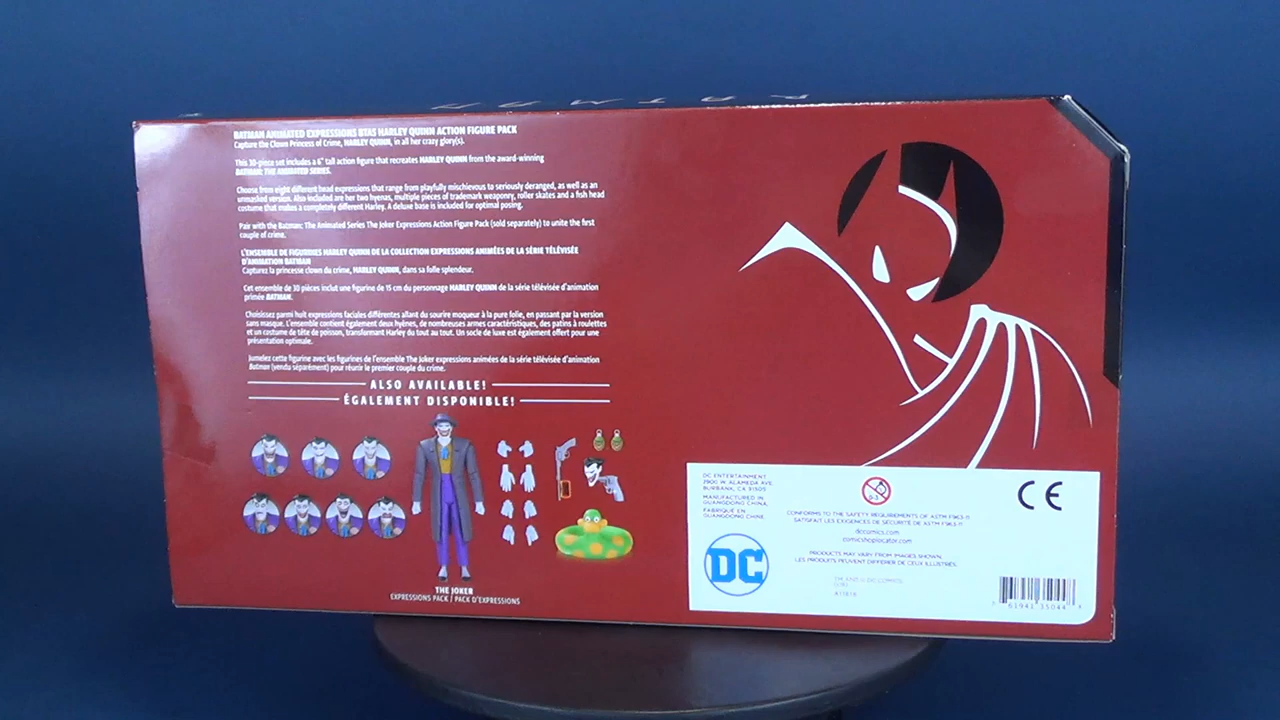 BATMAN
BATMAN ANIMATED EXPRESSIONS BTAS HARLEY QUINN ACTION FIGURE PACK
Capture the Clown Princess of Crime, HARLEY QUINN, in all her crazy glory(s).
This 30-piece set includes a 6" tall action figure that recreates HARLEY QUINN from the award-winning
BATMAN: THE ANIMATED SERIES.
Choose from eight different head expressions that range from playfully mischievous to seriously deranged, as well as an
unmasked version. Also included are her two hyenas, multiple pieces of trademark weaponry, roller skates and a fish head
costume that makes a completely different Harley. A deluxe base is included for optimal posing.
Pair with the Batman: The Animated Series The Joker Expressions Action Figure Pack (sold separately) to unite the first
couple of crime.
L'ENSEMBLE DE FIGURINES HARLEY QUINN DE LA COLLECTION EXPRESSIONS ANIMÉES DE LA SÉRIE TÉLÉVISÉE
D'ANIMATION BATMAN
Capturez la princesse clown du crime, HARLEY QUINN, dans sa folle splendeur.
Cet ensemble de 30 pièces inclut une figurine de 15 cm du personnage HARLEY QUINN de la série télévisée d'animation
primée BATMAN.
Choisissez parmi huit expressions faciales différentes allant du sourire moqueur à la pure folie, en passant par la version
sans masque. L'ensemble contient également deux hyènes, de nombreuses armes caractéristiques, des patins à roulettes
et un costume de tête de poisson, transformant Harley du tout au tout. Un socle de luxe est également offert pour une
présentation optimale.
Jumelez cette figurine avec les figurines de l'ensemble The Joker expressions animées de la série télévisée d'animation
Batman (vendu séparément) pour réunir le premier couple du crime.
ALSO AVAILABLE!
ÉGALEMENT DISPONIBLE!
THE JOKER
EXPRESSIONS PACK / PACK D'EXPRESSIONS
DC ENTERTAINMENT
2900 W. ALAMEDA AVE.
BURBANK, CA 91505
MANUFACTURED IN
GUANGDONG CHINA.
FABRIQUÉ EN
GUANGDONG CHINE.
DC
0-3
CE
CONFORMS TO THE SAFETY REQUIREMENTS OF ASTM F963-11
SATISFAIT LES EXIGENCES DE SÉCURITÉ DE ASTM F963-11
dccomics.com
comicshoplocator.com
PRODUCTS MAY VARY FROM IMAGES SHOWN.
LES PRODUITS PEUVENT DIFFÉRER DE CEUX ILLUSTRÉS.
TM AND © DC COMICS.
61941 35044